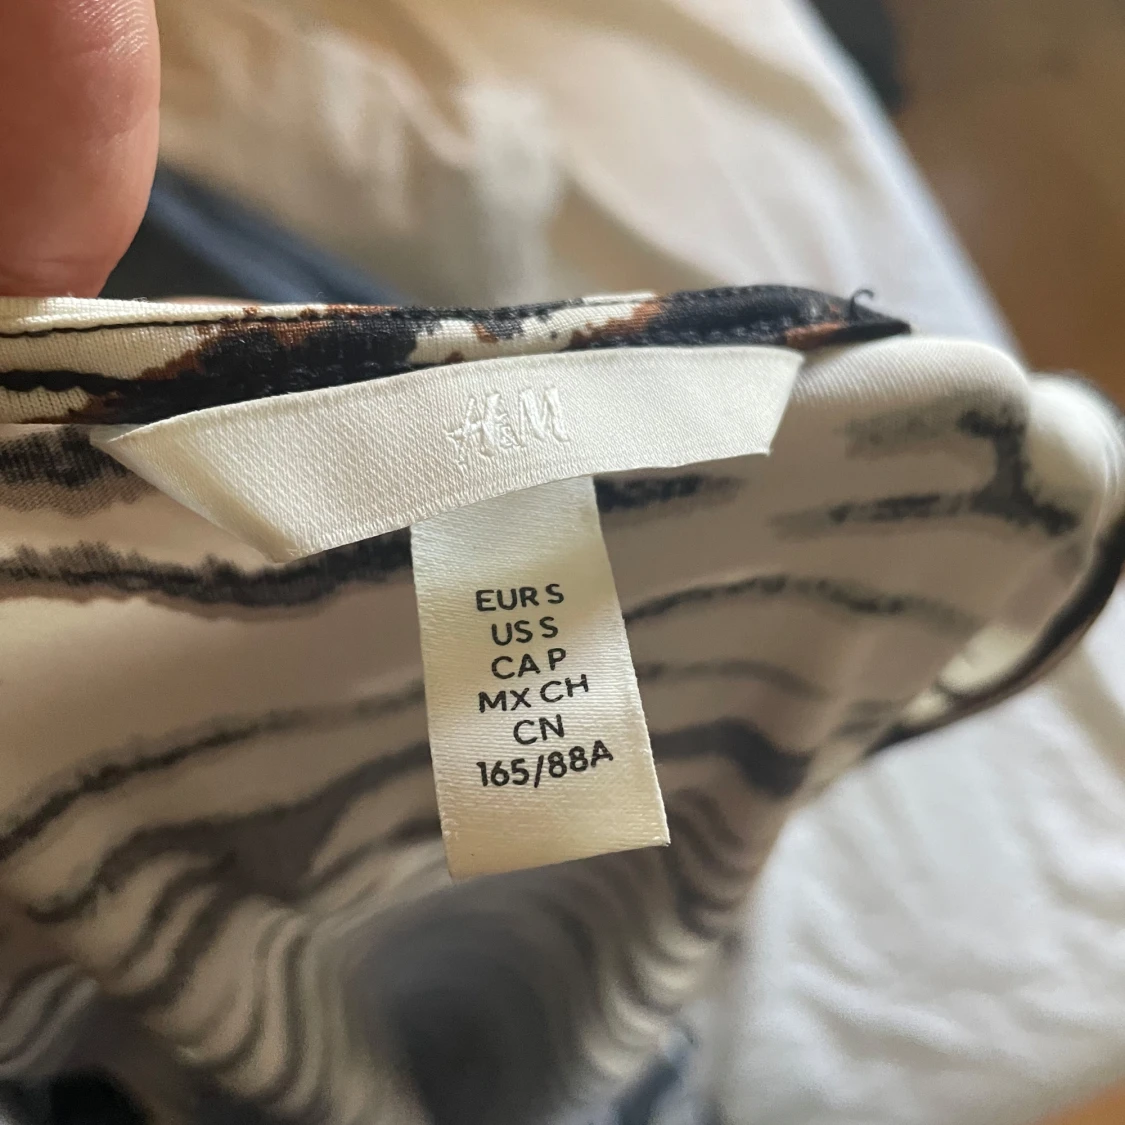 H&M
EUR S
US S
CA P
MX CH
CN
165/88A